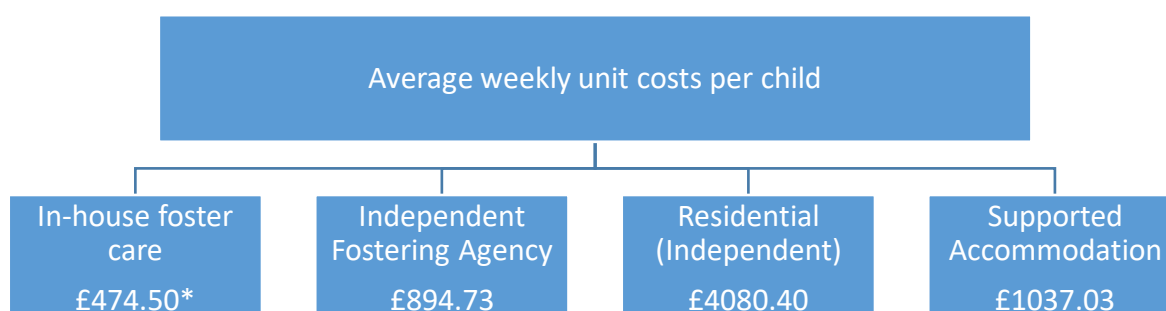 Average weekly unit costs per child
In-house foster
care
£474.50*
Independent
Fostering Agency
£894.73
Residential
(Independent)
£4080.40
Supported
Accommodation
£1037.03